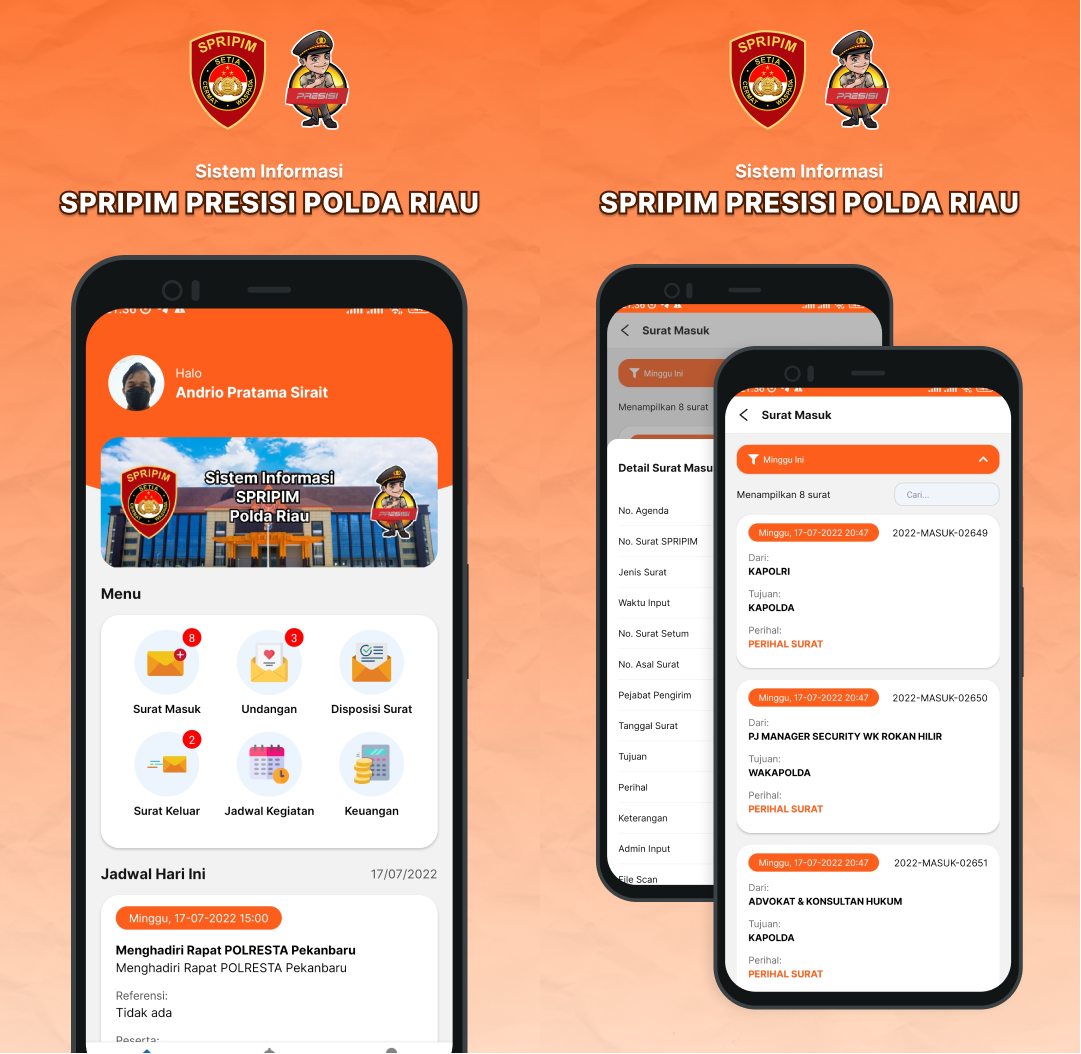 SPRIPIM
SETIA
CERMAT
WASPADA
PRESISI
Sistem Informasi
SPRIPIM PRESISI POLDA RIAU
Halo
Andrio Pratama Sirait
SPRIPIM
SETIA
Sistem Informasi
SPRIPIM
Polda Riau
PRESISI
Menu
8
3
Surat Masuk
Undangan
Disposisi Surat
2
Surat Keluar
Jadwal Kegiatan
Keuangan
Jadwal Hari Ini
17/07/2022
Minggu, 17-07-2022 15:00
Menghadiri Rapat POLRESTA Pekanbaru
Menghadiri Rapat POLRESTA Pekanbaru
Referensi:
Tidak ada
Peserta:
SPRIPIM
SETIA
CERMAT
WASPADA
PRESISI
Sistem Informasi
SPRIPIM PRESISI POLDA RIAU
Surat Masuk
Minggu Ini
Menampilkan 8 surat
Detail Surat Masu
No. Agenda
No. Surat SPRIPIM
Jenis Surat
Waktu Input
No. Surat Setum
No. Asal Surat
Pejabat Pengirim
Tanggal Surat
Tujuan
Perihal
Keterangan
Admin Input
File Scan
Surat Masuk
Minggu Ini
Menampilkan 8 surat
Cari...
Minggu, 17-07-2022 20:47
2022-MASUK-02649
Dari:
KAPOLRI
Tujuan:
KAPOLDA
Perihal:
PERIHAL SURAT
Minggu, 17-07-2022 20:47
2022-MASUK-02650
Dari:
PJ MANAGER SECURITY WK ROKAN HILIR
Tujuan:
WAKAPOLDA
Perihal:
PERIHAL SURAT
Minggu, 17-07-2022 20:47
2022-MASUK-02651
Dari:
ADVOKAT & KONSULTAN HUKUM
Tujuan:
KAPOLDA
Perihal:
PERIHAL SURAT